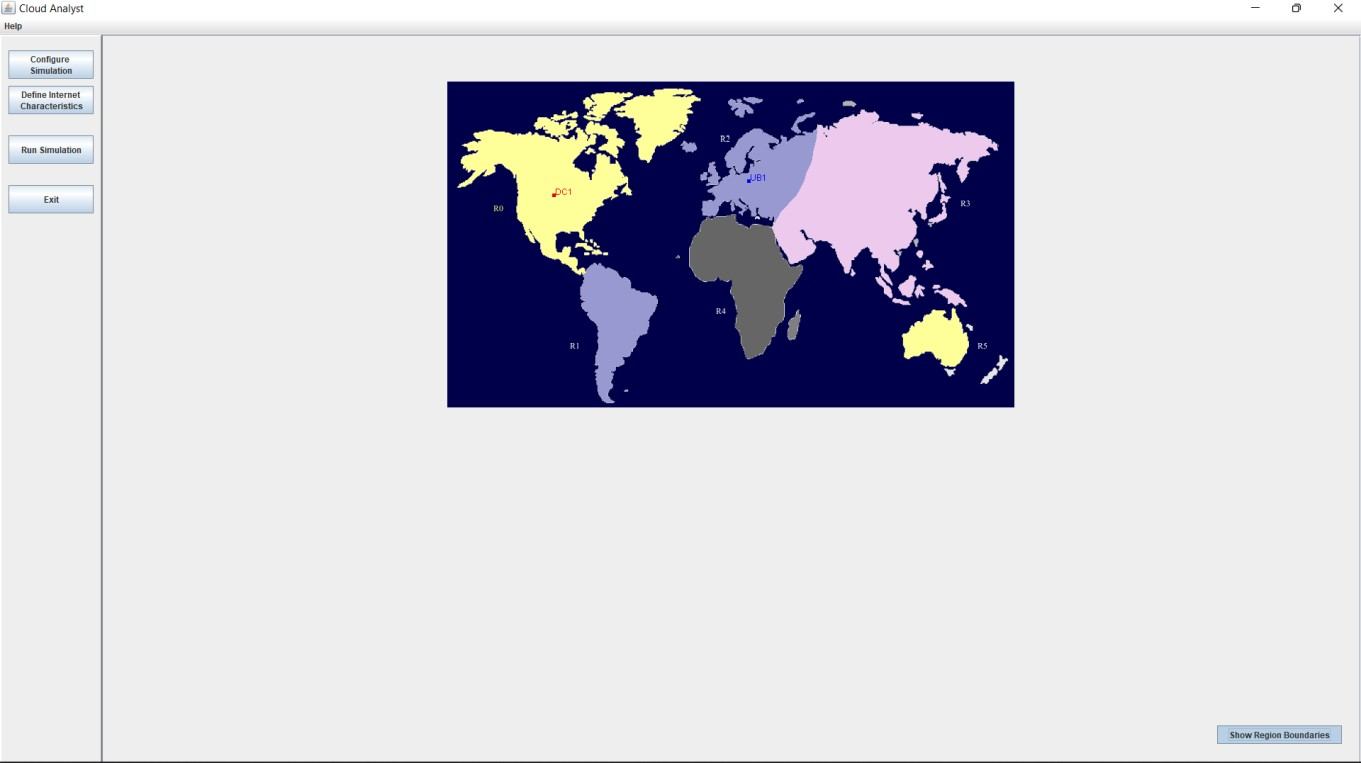 Cloud Analyst
Help
Configure
Simulation
Define Internet
Characteristics
Run Simulation
Exit
R2
UB1
DC1
R0
R3
R4
R1
R5
Show Region Boundaries